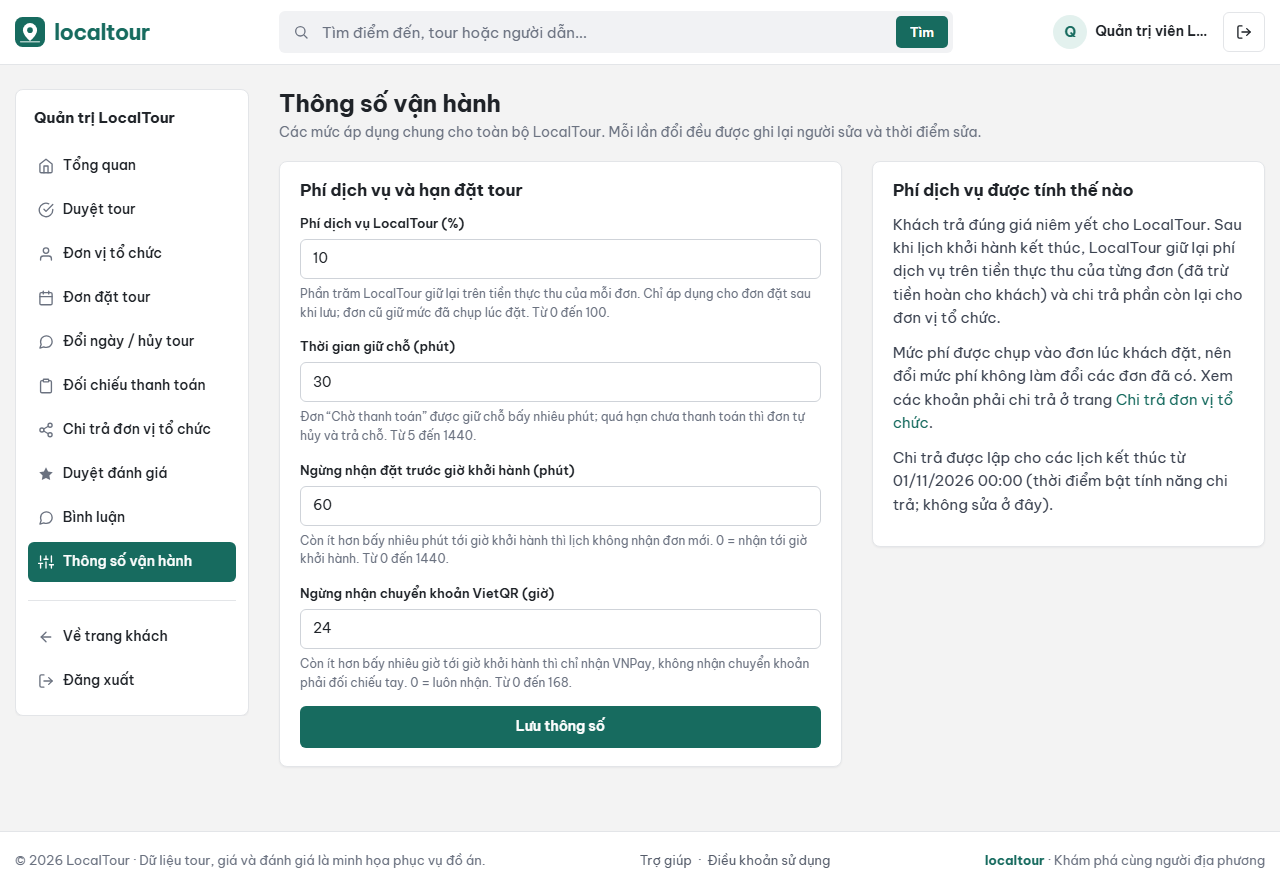 localtour
Tìm điểm đến, tour hoặc người dẫn...
Tìm
Q
Quản trị viên L...
Quản trị LocalTour
Tổng quan
Duyệt tour
Đơn vị tổ chức
Đơn đặt tour
Đổi ngày / hủy tour
Đối chiếu thanh toán
Chi trả đơn vị tổ chức
Duyệt đánh giá
Bình luận
Thông số vận hành
Về trang khách
Đăng xuất
Thông số vận hành
Các mức áp dụng chung cho toàn bộ LocalTour. Mỗi lần đổi đều được ghi lại người sửa và thời điểm sửa.
Phí dịch vụ và hạn đặt tour
Phí dịch vụ LocalTour (%)
10
Phần trăm LocalTour giữ lại trên tiền thực thu của mỗi đơn. Chỉ áp dụng cho đơn đặt sau
khi lưu; đơn cũ giữ mức đã chụp lúc đặt. Từ 0 đến 100.
Thời gian giữ chỗ (phút)
30
Đơn “Chờ thanh toán” được giữ chỗ bấy nhiêu phút; quá hạn chưa thanh toán thì đơn tự
hủy và trả chỗ. Từ 5 đến 1440.
Ngừng nhận đặt trước giờ khởi hành (phút)
60
Còn ít hơn bấy nhiêu phút tới giờ khởi hành thì lịch không nhận đơn mới. 0 = nhận tới giờ
khởi hành. Từ 0 đến 1440.
Ngừng nhận chuyển khoản VietQR (giờ)
24
Còn ít hơn bấy nhiêu giờ tới giờ khởi hành thì chỉ nhận VNPay, không nhận chuyển khoản
phải đối chiếu tay. 0 = luôn nhận. Từ 0 đến 168.
Lưu thông số
Phí dịch vụ được tính thế nào
Khách trả đúng giá niêm yết cho LocalTour. Sau
khi lịch khởi hành kết thúc, LocalTour giữ lại phí
dịch vụ trên tiền thực thu của từng đơn (đã trừ
tiền hoàn cho khách) và chi trả phần còn lại cho
đơn vị tổ chức.
Mức phí được chụp vào đơn lúc khách đặt, nên
đổi mức phí không làm đổi các đơn đã có. Xem
các khoản phải chi trả ở trang Chi trả đơn vị tổ
chức.
Chi trả được lập cho các lịch kết thúc từ
01/11/2026 00:00 (thời điểm bật tính năng chi
trả; không sửa ở đây).
© 2026 LocalTour · Dữ liệu tour, giá và đánh giá là minh họa phục vụ đồ án.
Trợ giúp · Điều khoản sử dụng
localtour · Khám phá cùng người địa phương